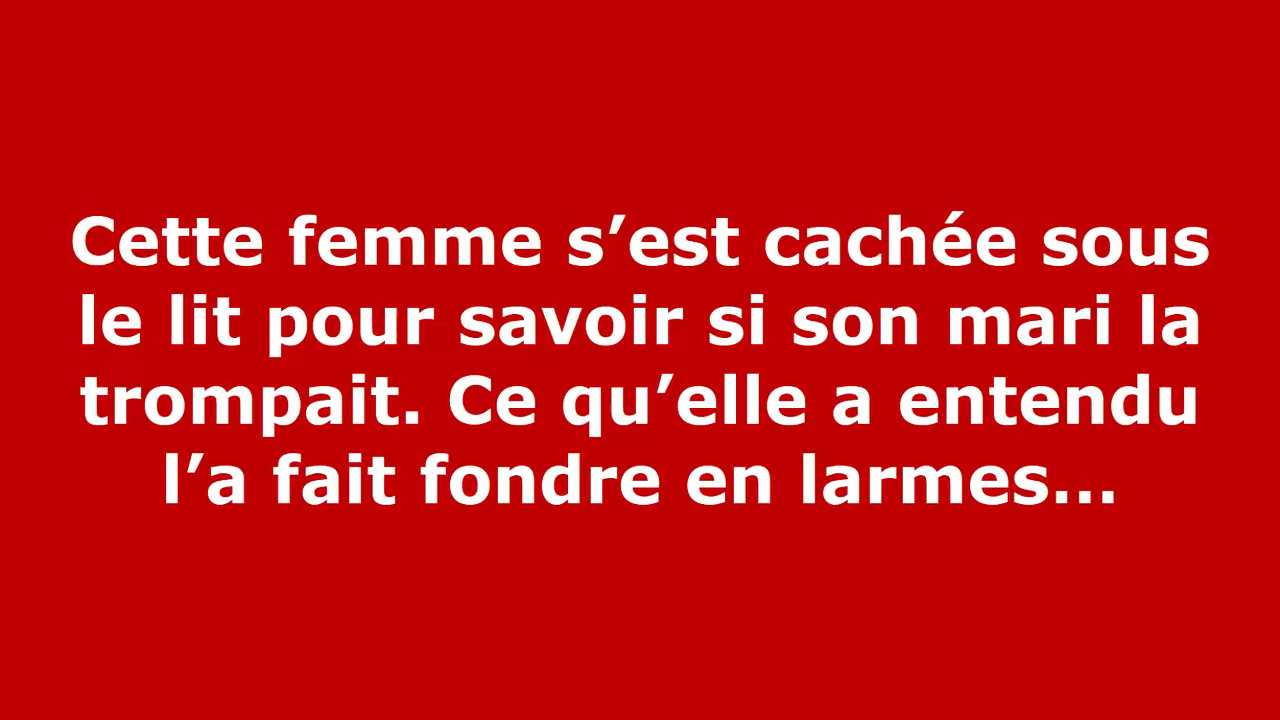 Cette femme s’est cachée sous
le lit pour savoir si son mari la
trompait. Ce qu’elle a entendu
l’a fait fondre en larmes…